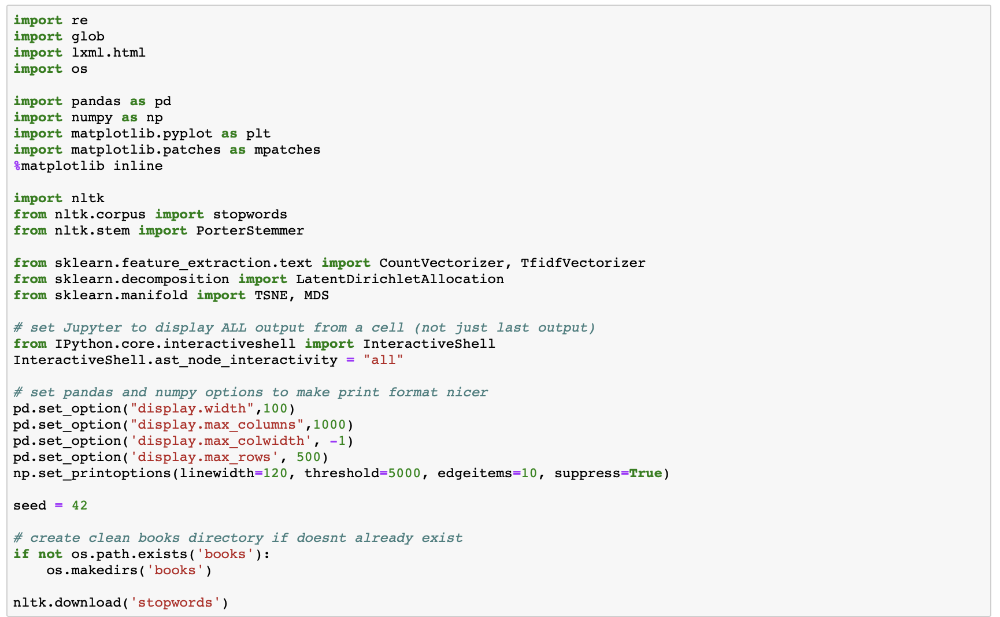 import re
import glob
import lxml.html
import os

import pandas as pd
import numpy as np
import matplotlib.pyplot as plt
import matplotlib.patches as mpatches
%matplotlib inline

import nltk
from nltk.corpus import stopwords
from nltk.stem import PorterStemmer

from sklearn.feature_extraction.text import CountVectorizer, TfidfVectorizer
from sklearn.decomposition import LatentDirichletAllocation
from sklearn.manifold import TSNE, MDS

# set Jupyter to display ALL output from a cell (not just last output)
from IPython.core.interactiveshell import InteractiveShell
InteractiveShell.ast_node_interactivity = "all"

# set pandas and numpy options to make print format nicer
pd.set_option("display.width",100)
pd.set_option("display.max_columns",1000)
pd.set_option('display.max_colwidth', -1)
pd.set_option('display.max_rows', 500)
np.set_printoptions(linewidth=120, threshold=5000, edgeitems=10, suppress=True)

seed = 42

# create clean books directory if doesnt already exist
if not os.path.exists('books'):
    os.makedirs('books')

nltk.download('stopwords')